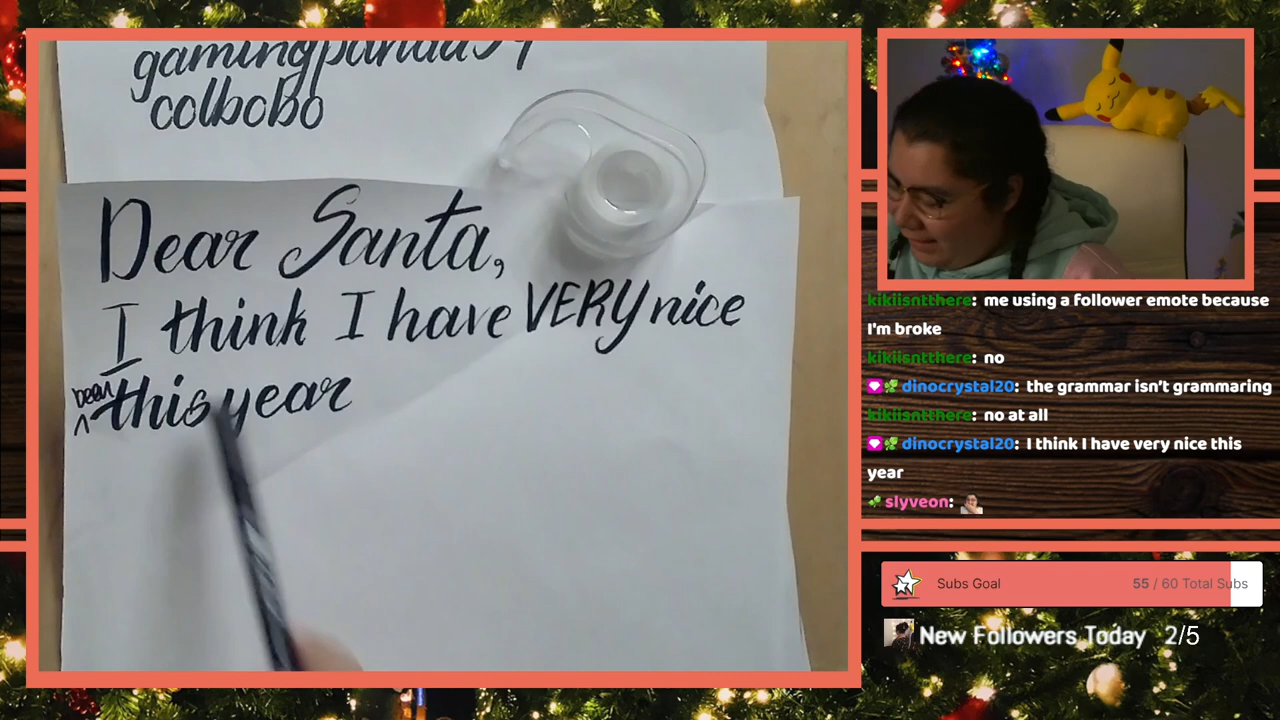 gamingpanda54
colbobo
Dear Santa,
I think I have VERY nice
been
^ this year
kikiisntthere: me using a follower emote because
I'm broke
kikiisntthere: no
dinocrystal20: the grammar isn't grammaring
kikiisntthere: no at all
dinocrystal20: I think I have very nice this
year
slyveon:
Subs Goal 55 / 60 Total Subs
New Followers Today 2/5